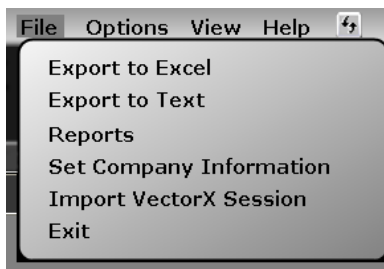 File Options View Help
Export to Excel
Export to Text
Reports
Set Company Information
Import VectorX Session
Exit